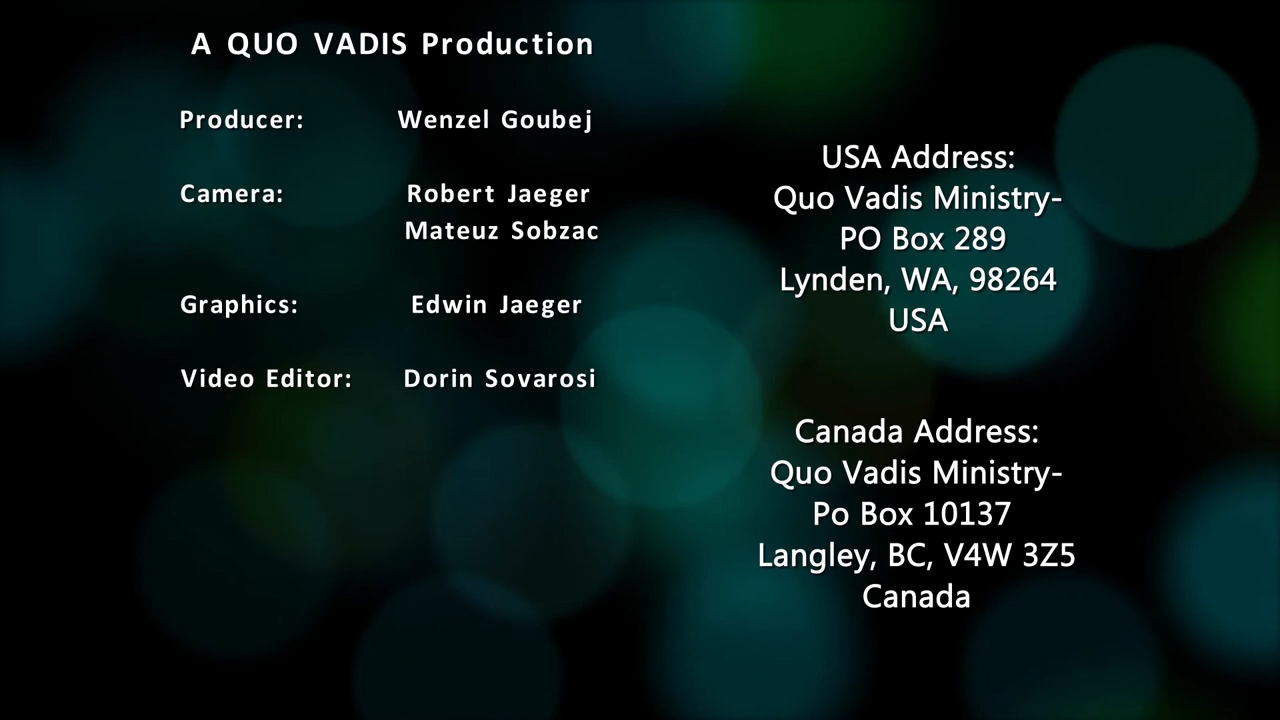 A QUO VADIS Production
Producer: Wenzel Goubej
Camera: Robert Jaeger
Mateuz Sobzac
Graphics: Edwin Jaeger
Video Editor: Dorin Sovarosi
USA Address:
Quo Vadis Ministry-
PO Box 289
Lynden, WA, 98264
USA
Canada Address:
Quo Vadis Ministry-
Po Box 10137
Langley, BC, V4W 3Z5
Canada